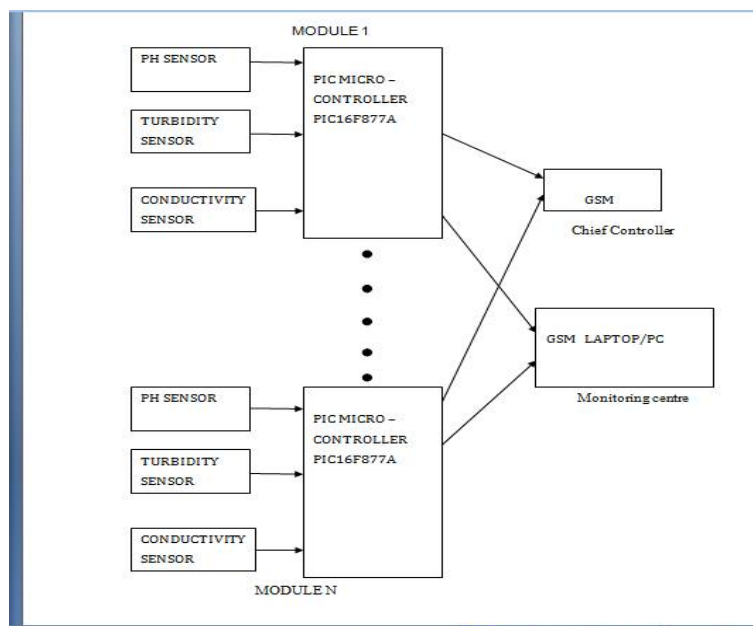 MODULE 1
PH SENSOR
TURBIDITY
SENSOR
CONDUCTIVITY
SENSOR
PIC MICRO –
CONTROLLER
PIC16F877A
GSM
Chief Controller
GSM LAPTOP/PC
Monitoring centre
PH SENSOR
TURBIDITY
SENSOR
CONDUCTIVITY
SENSOR
PIC MICRO –
CONTROLLER
PIC16F877A
MODULE N